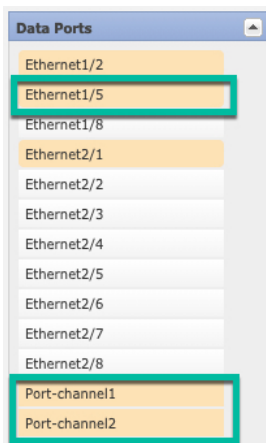 Data Ports
Ethernet1/2
Ethernet1/5
Ethernet1/8
Ethernet2/1
Ethernet2/2
Ethernet2/3
Ethernet2/4
Ethernet2/5
Ethernet2/6
Ethernet2/7
Ethernet2/8
Port-channel1
Port-channel2